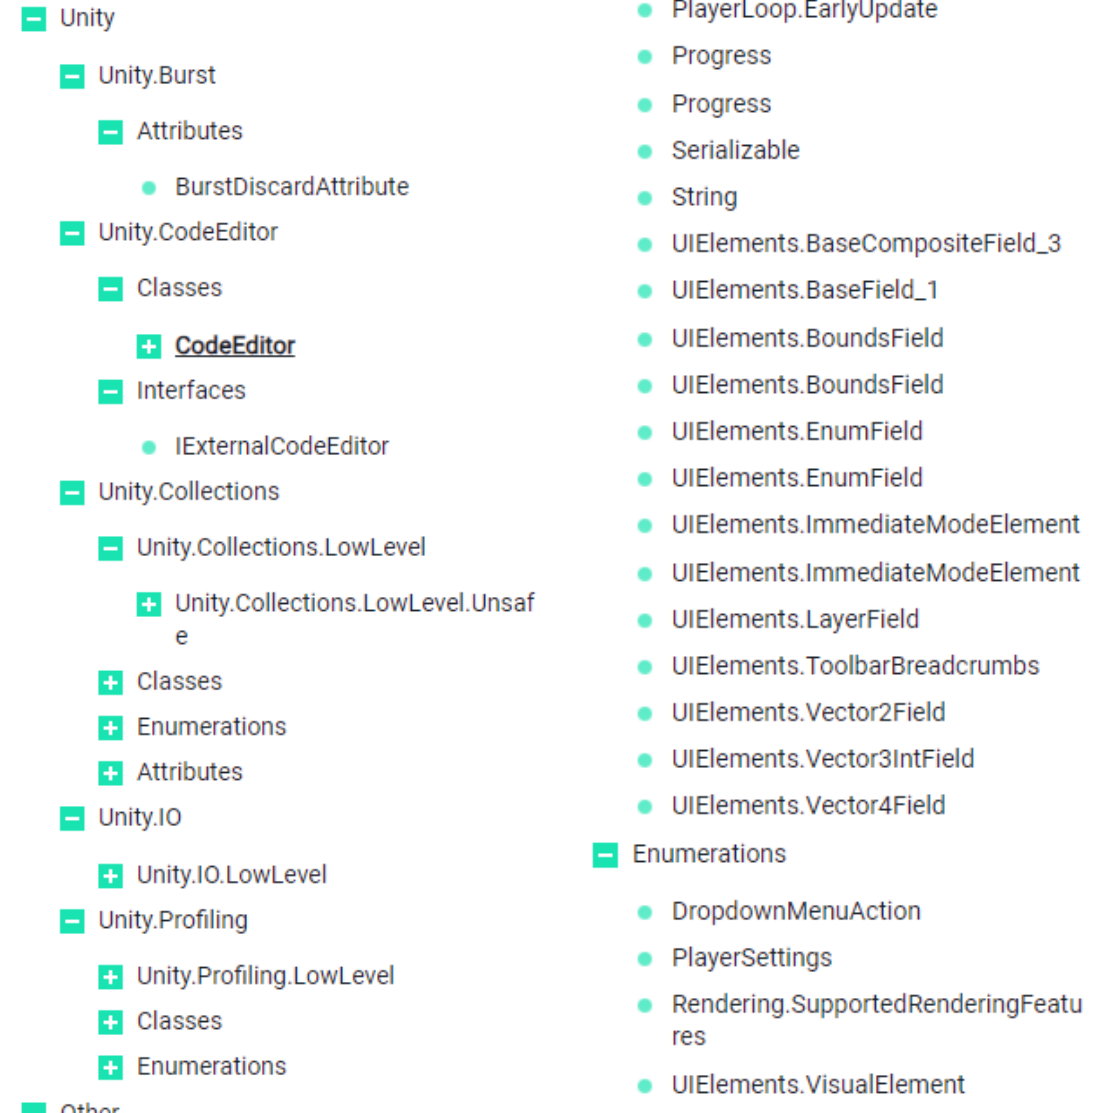 Unity
Unity.Burst
Attributes
BurstDiscardAttribute
Unity.CodeEditor
Classes
CodeEditor
Interfaces
IExternalCodeEditor
Unity.Collections
Unity.Collections.LowLevel
Unity.Collections.LowLevel.Unsaf
e
Classes
Enumerations
Attributes
Unity.IO
Unity.IO.LowLevel
Unity.Profiling
Unity.Profiling.LowLevel
Classes
Enumerations
Other
PlayerLoop.EarlyUpdate
Progress
Progress
Serializable
String
UIElements.BaseCompositeField_3
UIElements.BaseField_1
UIElements.BoundsField
UIElements.BoundsField
UIElements.EnumField
UIElements.EnumField
UIElements.ImmediateModeElement
UIElements.ImmediateModeElement
UIElements.LayerField
UIElements.ToolbarBreadcrumbs
UIElements.Vector2Field
UIElements.Vector3IntField
UIElements.Vector4Field
Enumerations
DropdownMenuAction
PlayerSettings
Rendering.SupportedRenderingFeatu
res
UIElements.VisualElement